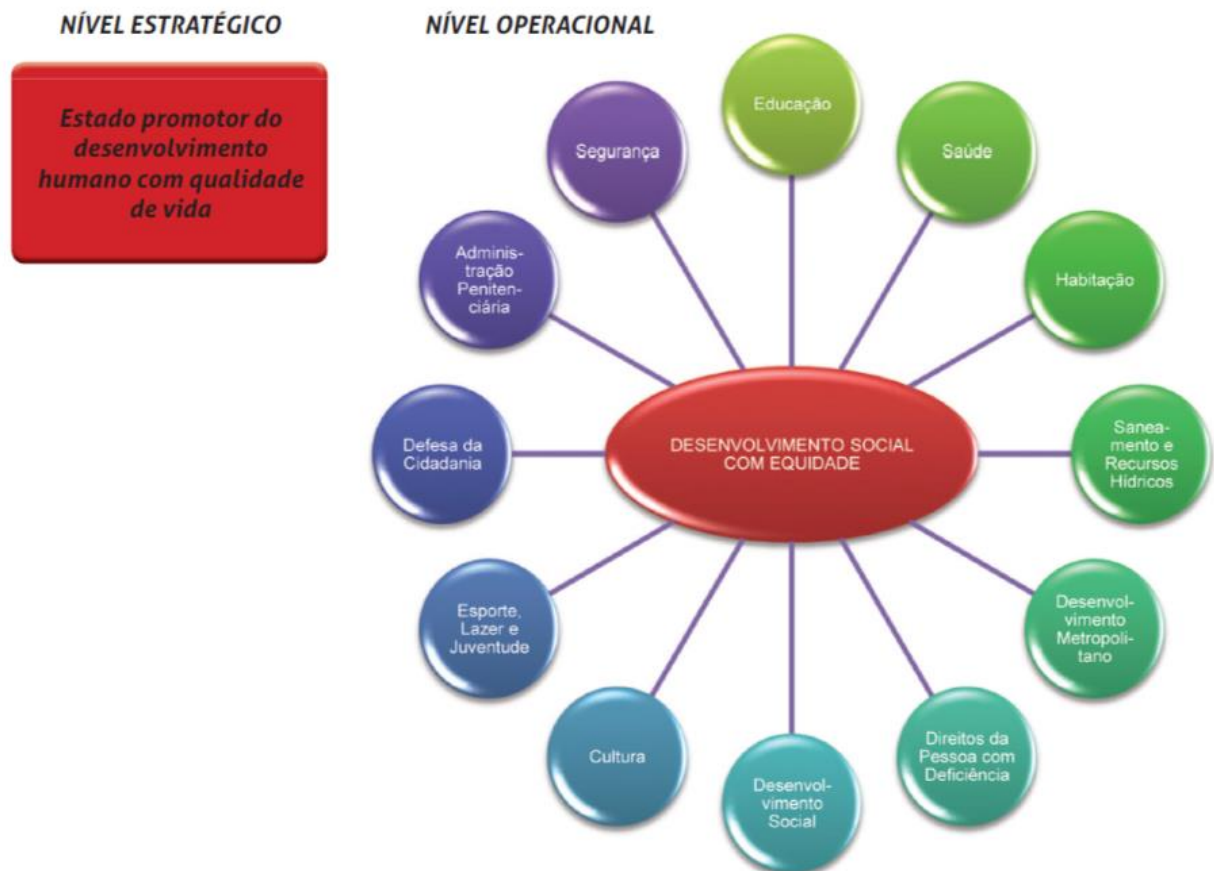 NÍVEL ESTRATÉGICO
NÍVEL OPERACIONAL
Estado promotor do
desenvolvimento
humano com qualidade
de vida
Educação
Saúde
Habitação
Sanea-
mento e
Recursos
Hídricos
Desenvol-
vimento
Metropoli-
tano
Direitos da
Pessoa com
Deficiência
Desenvol-
vimento
Social
Cultura
Esporte,
Lazer e
Juventude
Defesa da
Cidadania
Adminis-
tração
Peniten-
ciária
Segurança
DESENVOLVIMENTO SOCIAL
COM EQUIDADE